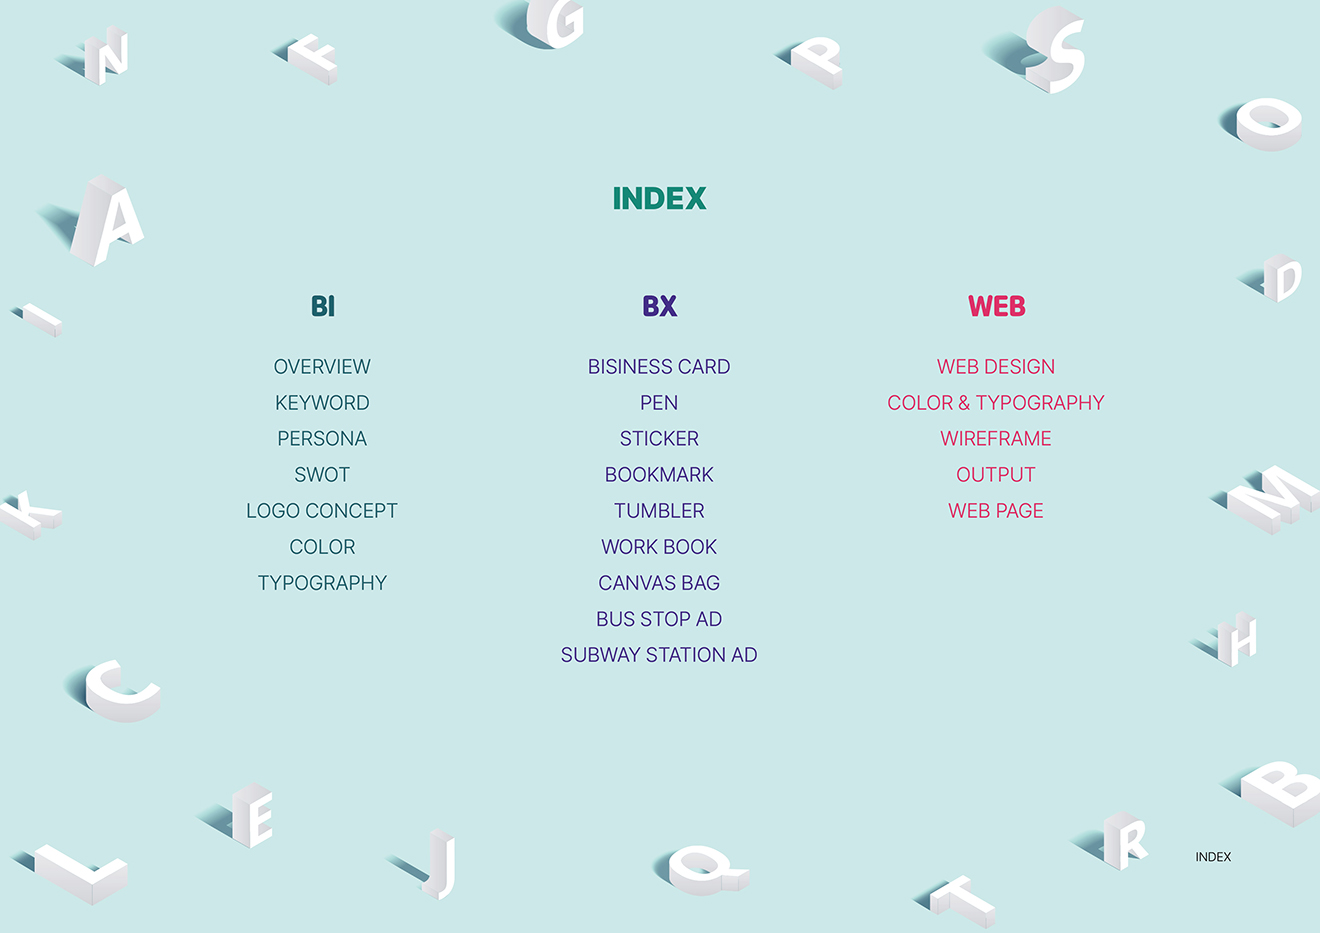 N F G P S
O
A
INDEX
D
I
BI
OVERVIEW
KEYWORD
PERSONA
SWOT
LOGO CONCEPT
COLOR
TYPOGRAPHY
BX
BISINESS CARD
PEN
STICKER
BOOKMARK
TUMBLER
WORK BOOK
CANVAS BAG
BUS STOP AD
SUBWAY STATION AD
WEB
WEB DESIGN
COLOR & TYPOGRAPHY
WIREFRAME
OUTPUT
WEB PAGE
K
M
H
C
B
E
R
L
J
Q
T
INDEX